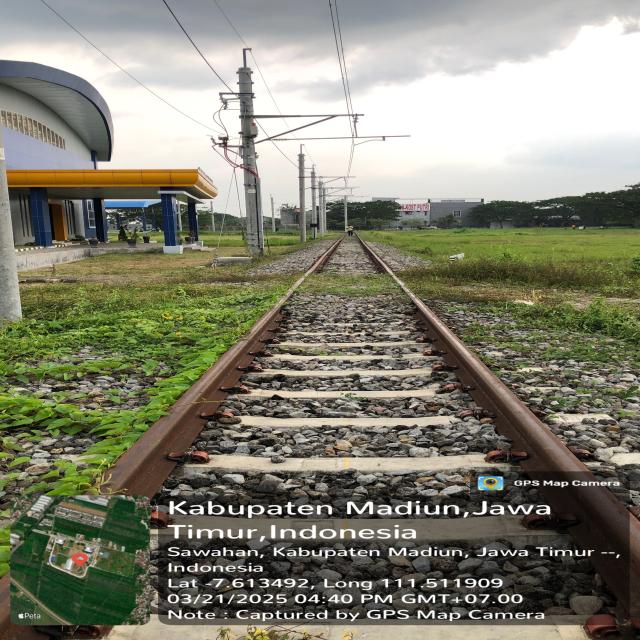 GPS Map Camera
Kabupaten Madiun,Jawa
Timur,Indonesia
Sawahan, Kabupaten Madiun, Jawa Timur --,
Indonesia
Lat -7.613492, Long 111.511909
03/21/2025 04:40 PM GMT+07.00
Note : Captured by GPS Map Camera
Peta